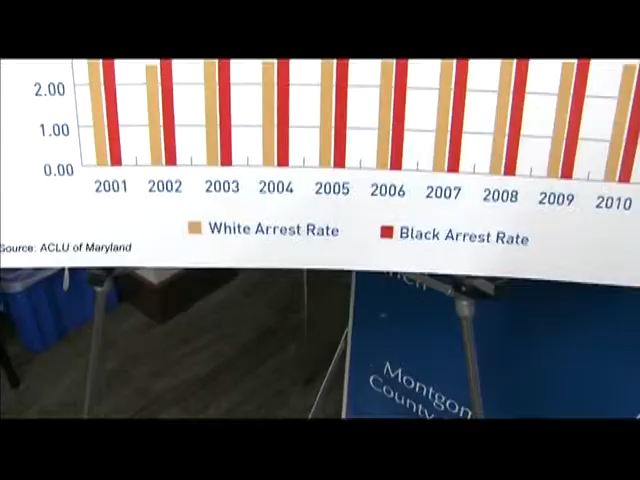 2.00
1.00
0.00
2001 2002 2003 2004 2005 2006 2007 2008 2009 2010
White Arrest Rate Black Arrest Rate
Source: ACLU of Maryland
Montgom
County